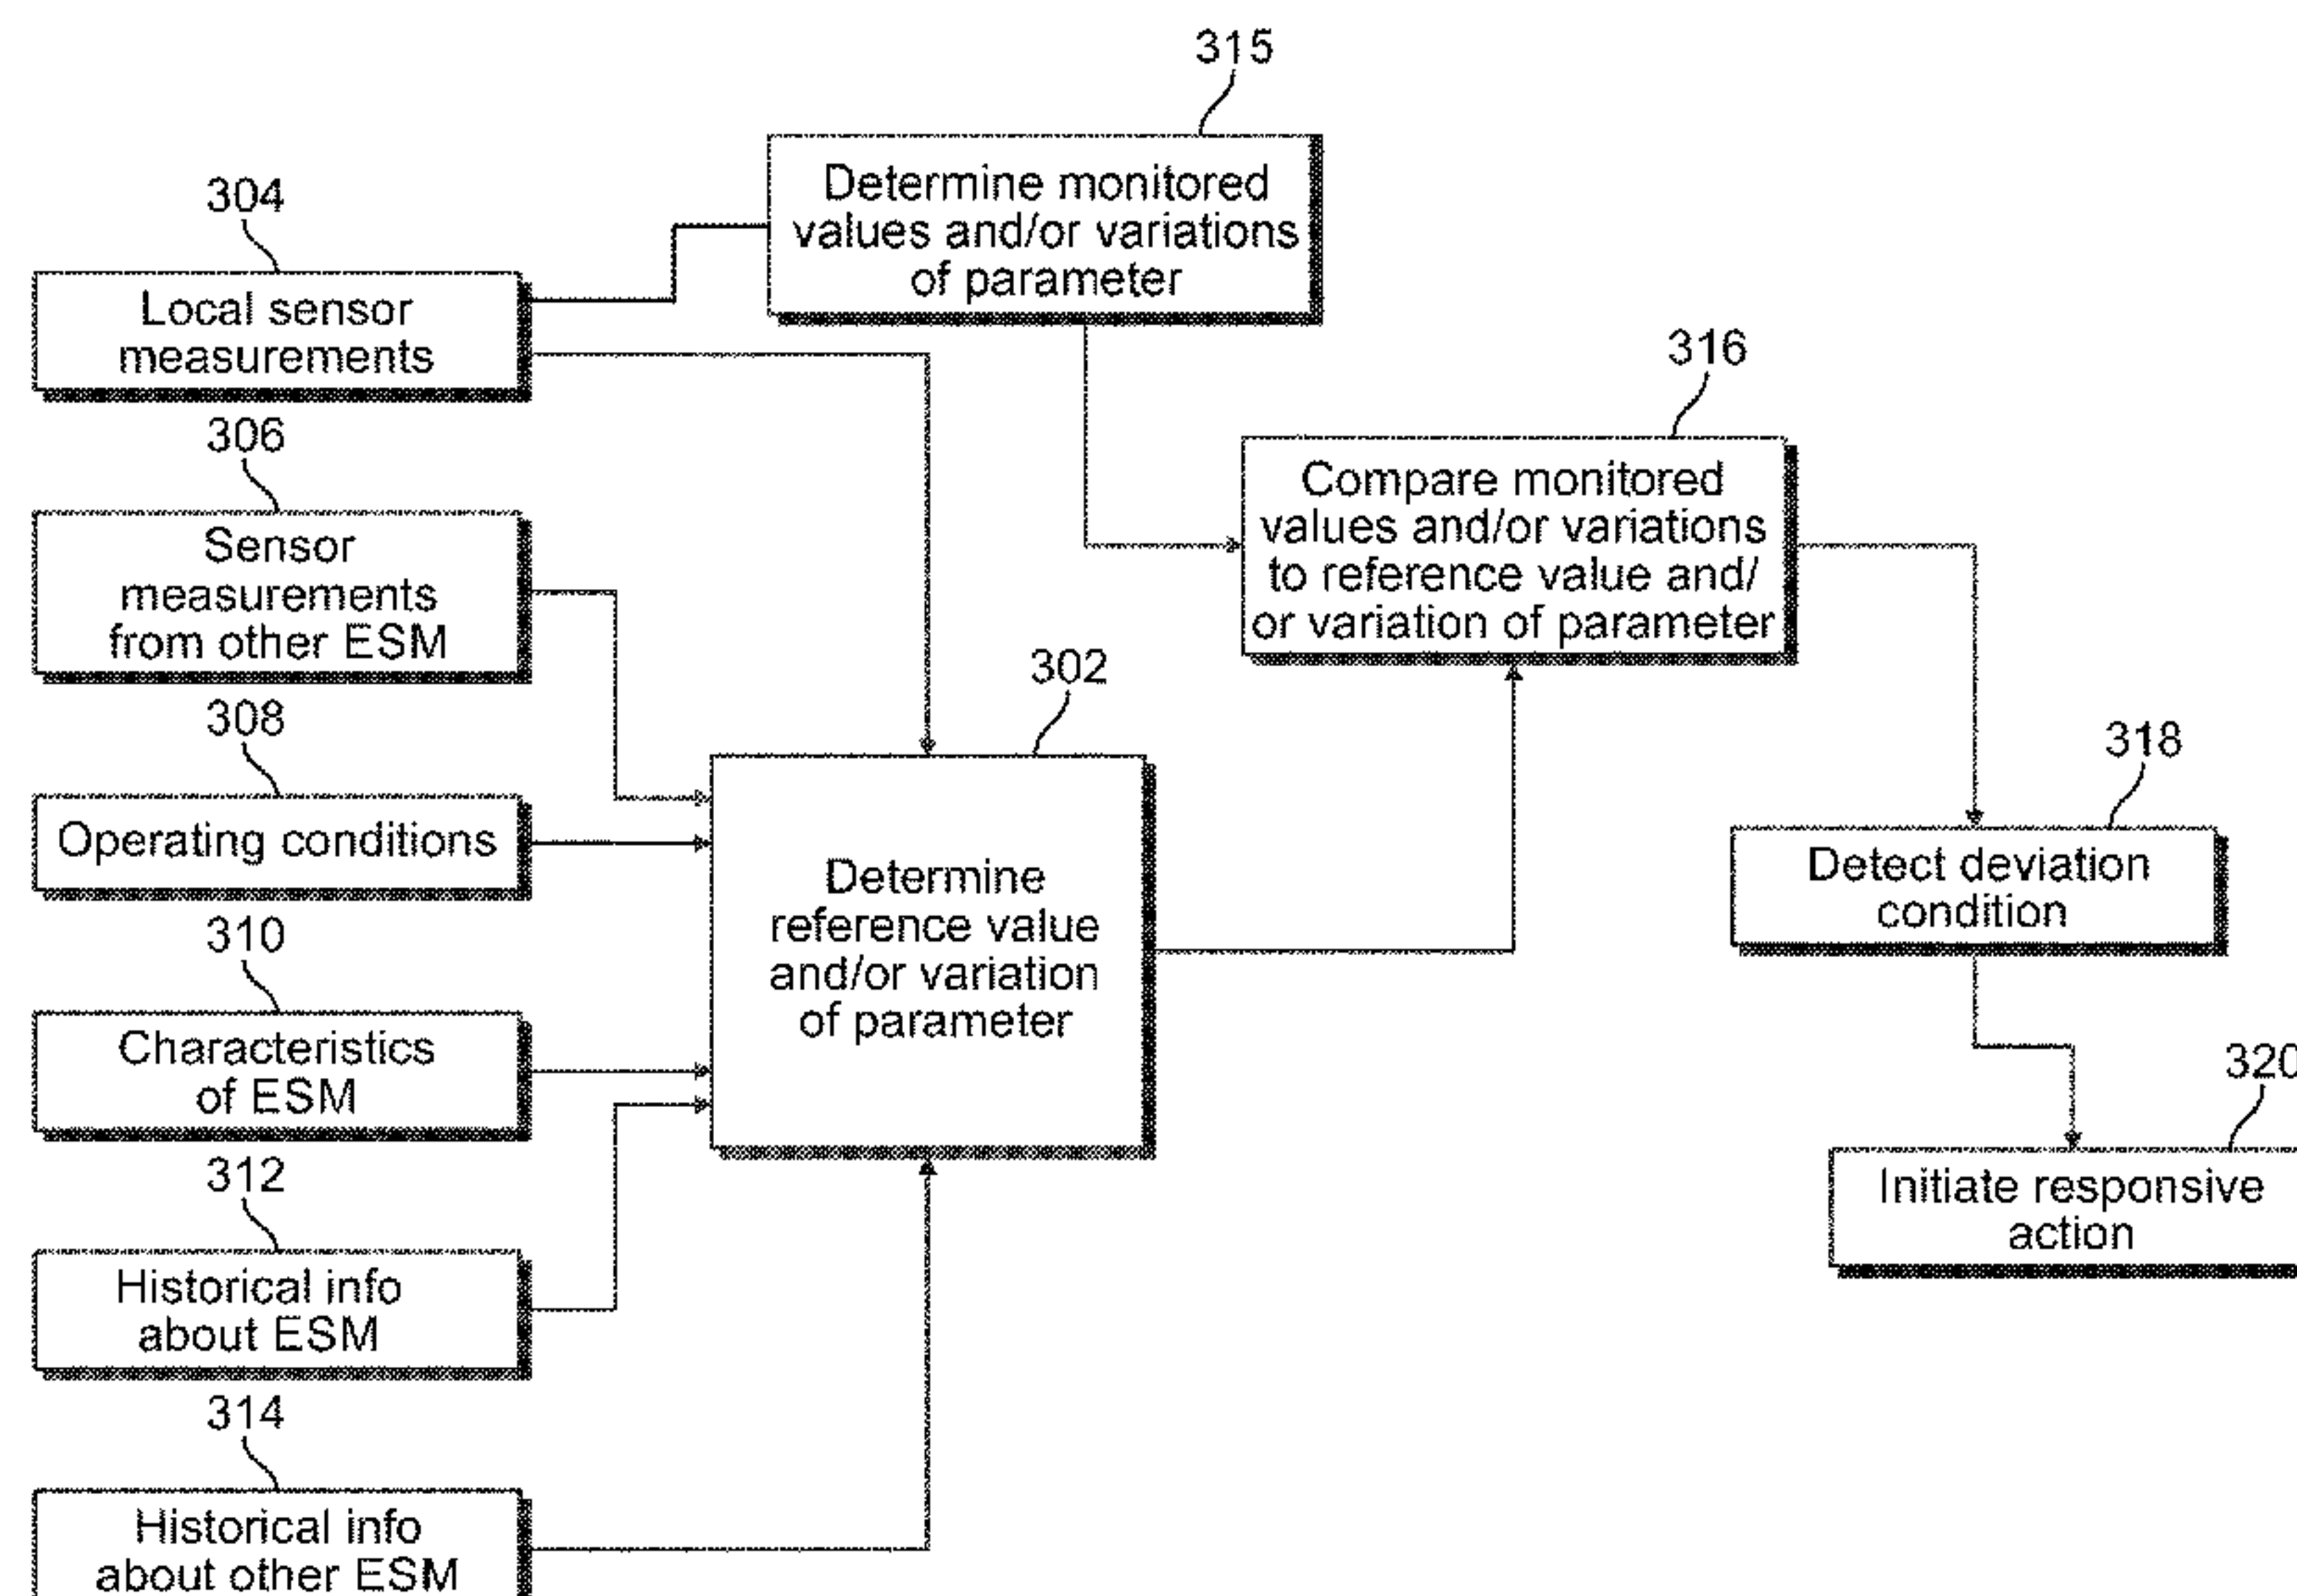 315
Determine monitored
values and/or variations
of parameter
304
Local sensor
measurements
316
Compare monitored
values and/or variations
to reference value and/
or variation of parameter
306
Sensor
measurements
from other ESM
302
Determine
reference value
and/or variation
of parameter
308
Operating conditions
318
Detect deviation
condition
310
Characteristics
of ESM
320
Initiate responsive
action
312
Historical info
about ESM
314
Historical info
about other ESM